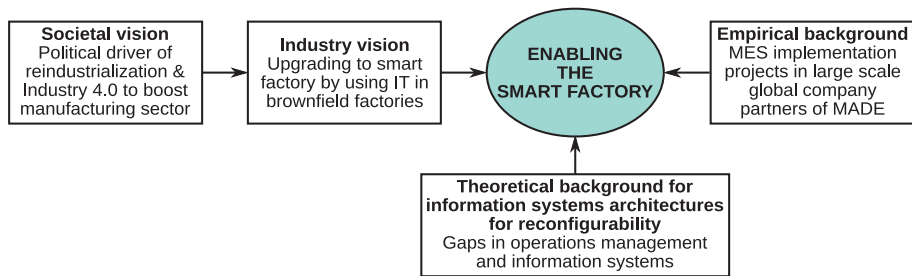 Societal vision
Political driver of
reindustrialization &
Industry 4.0 to boost
manufacturing sector
Industry vision
Upgrading to smart
factory by using IT in
brownfield factories
ENABLING
THE
SMART FACTORY
Empirical background
MES implementation
projects in large scale
global company
partners of MADE
Theoretical background for
information systems architectures
for reconfigurability
Gaps in operations management
and information systems